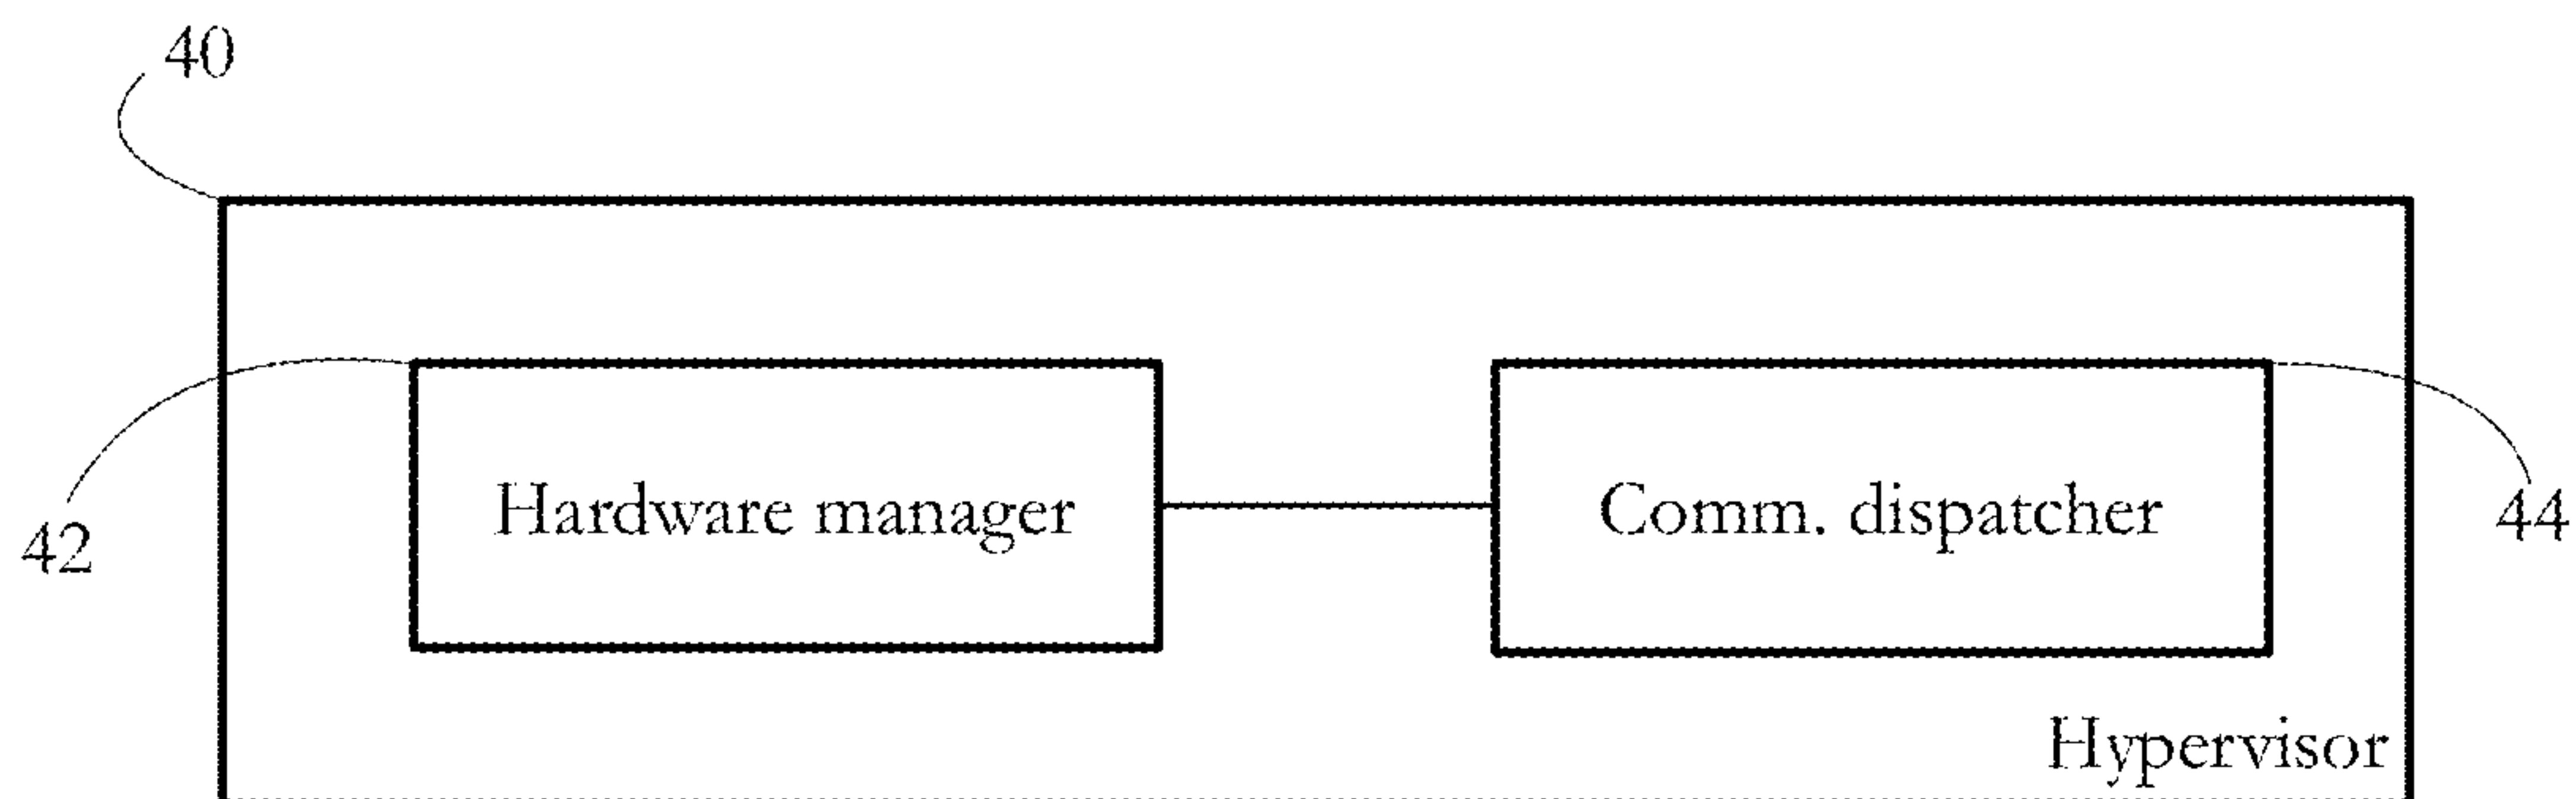 40
42
Hardware manager
Comm. dispatcher
44
Hypervisor